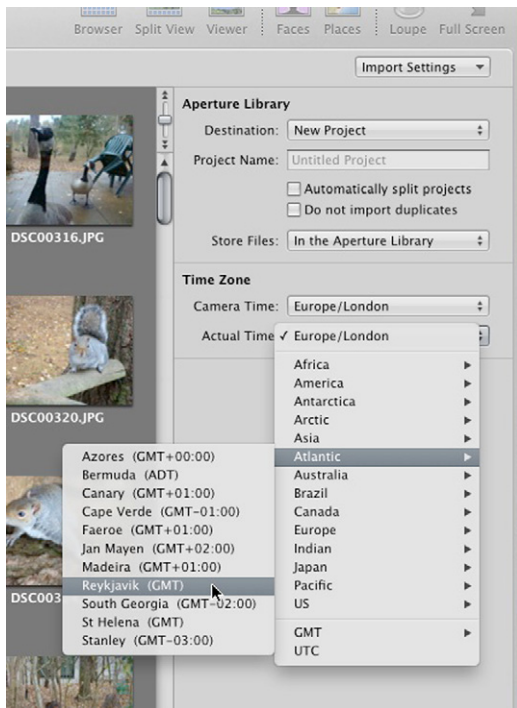 Browser Split View Viewer Faces Places Loupe Full Screen
Import Settings
Aperture Library
Destination: New Project
Project Name: Untitled Project
Automatically split projects
Do not import duplicates
Store Files: In the Aperture Library
Time Zone
Camera Time: Europe/London
Actual Time ✓ Europe/London
Africa
America
Antarctica
Arctic
Asia
Atlantic
Australia
Brazil
Canada
Europe
Indian
Japan
Pacific
US
GMT
UTC
Azores (GMT+00:00)
Bermuda (ADT)
Canary (GMT+01:00)
Cape Verde (GMT-01:00)
Faeroe (GMT+01:00)
Jan Mayen (GMT+02:00)
Madeira (GMT+01:00)
Reykjavik (GMT)
South Georgia (GMT-02:00)
St Helena (GMT)
Stanley (GMT-03:00)
DSC00316.JPG
DSC00320.JPG
DSC003